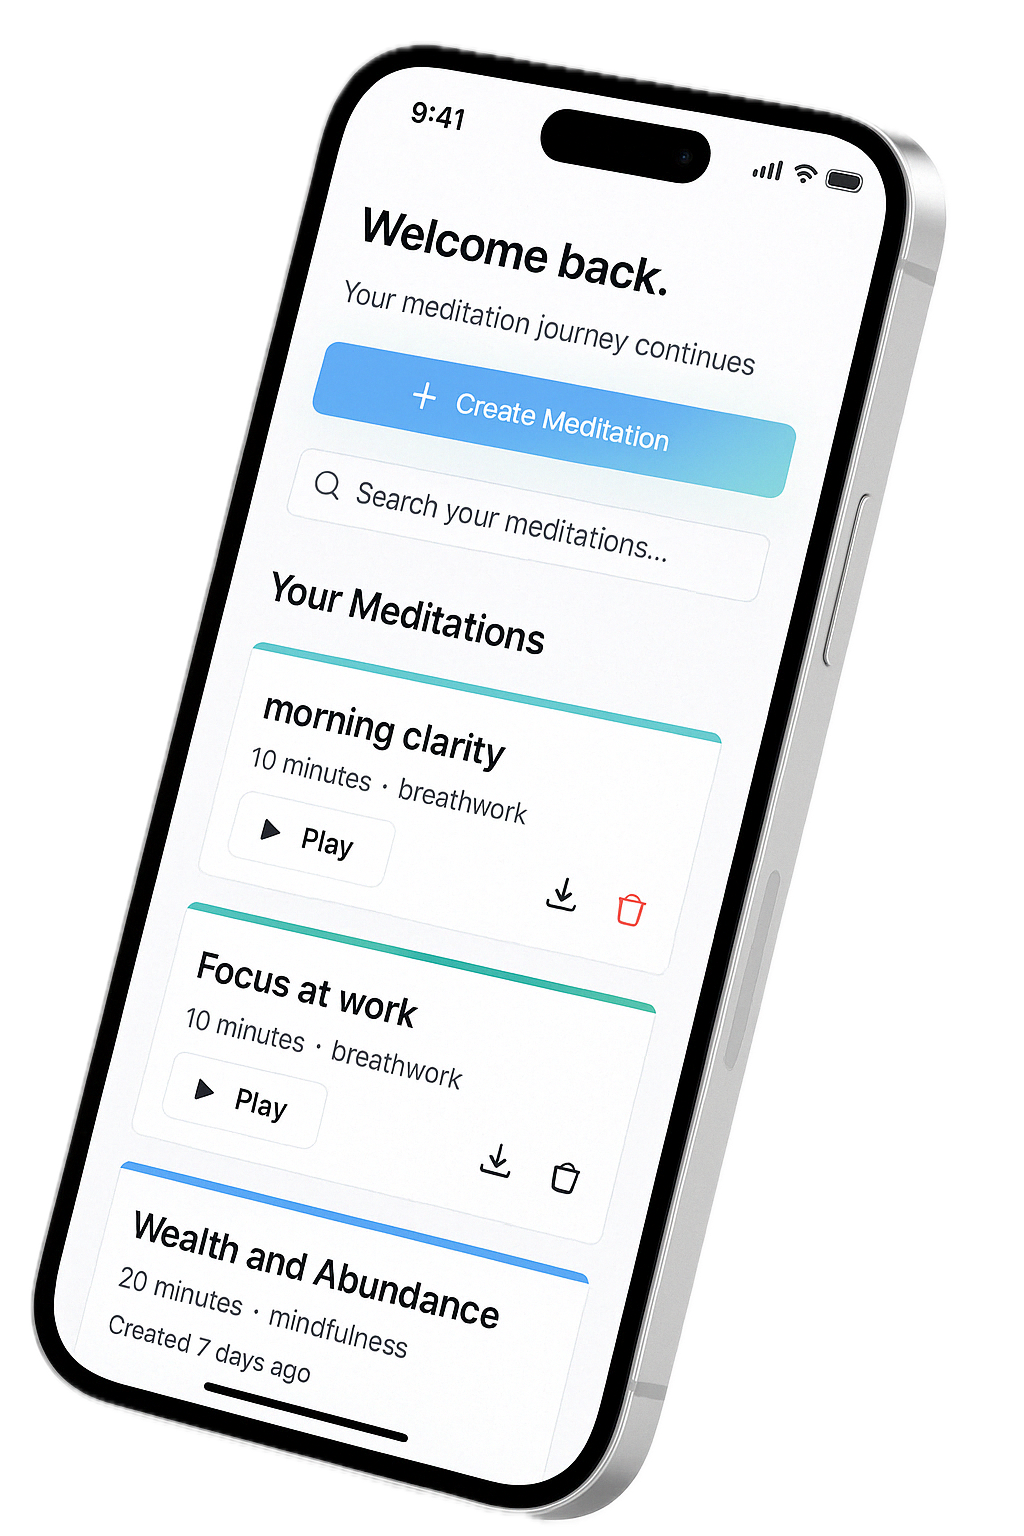 9:41
Welcome back.
Your meditation journey continues
Create Meditation
Search your meditations...
Your Meditations
morning clarity
10 minutes · breathwork
Play
Focus at work
10 minutes · breathwork
Play
Wealth and Abundance
20 minutes · mindfulness
Created 7 days ago